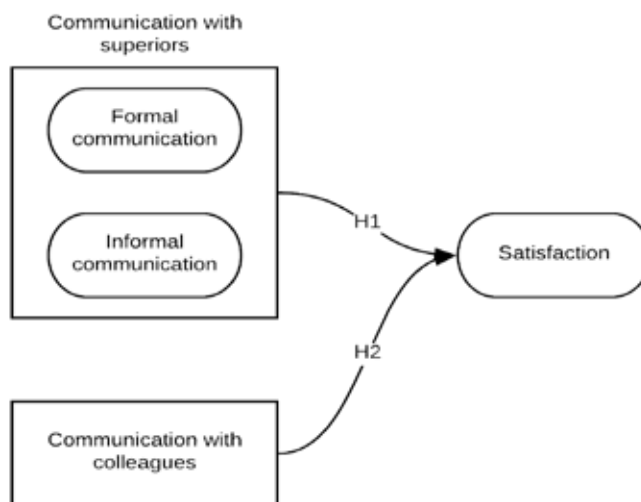 Communication with
superiors
Formal
communication
Informal
communication
H1
Satisfaction
H2
Communication with
colleagues